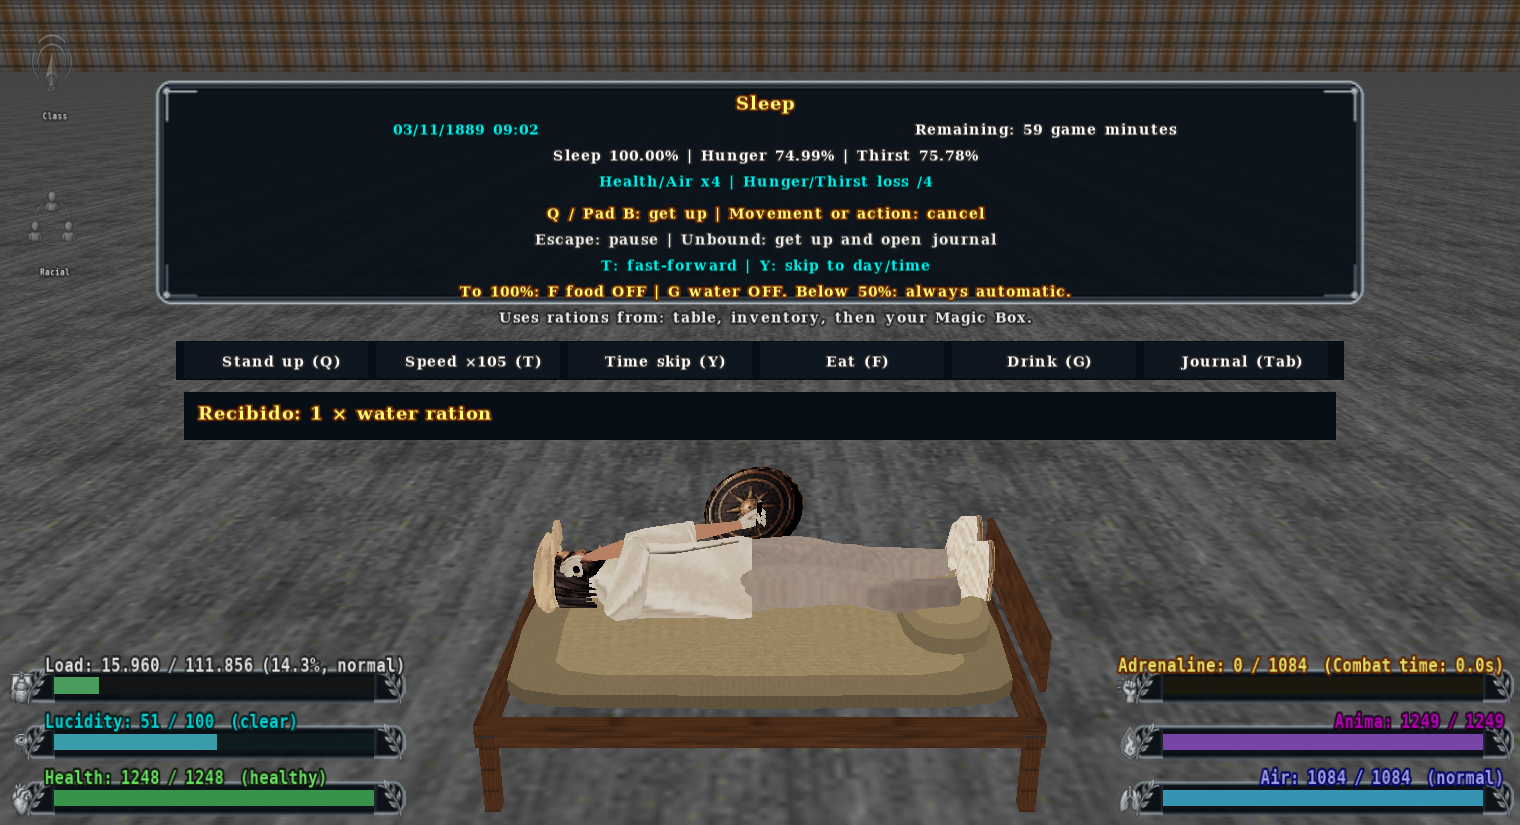 Sleep
03/11/1889 09:02
Remaining: 59 game minutes
Sleep 100.00% | Hunger 74.99% | Thirst 75.78%
Health/Air x4 | Hunger/Thirst loss /4
Q / Pad B: get up | Movement or action: cancel
Escape: pause | Unbound: get up and open journal
T: fast-forward | Y: skip to day/time
To 100%: F food OFF | G water OFF. Below 50%: always automatic.
Uses rations from: table, inventory, then your Magic Box.
Stand up (Q)
Speed ×105 (T)
Time skip (Y)
Eat (F)
Drink (G)
Journal (Tab)
Recibido: 1 × water ration
Class
Racial
Load: 15.960 / 111.856 (14.3%, normal)
Lucidity: 51 / 100 (clear)
Health: 1248 / 1248 (healthy)
Adrenaline: 0 / 1084 (Combat time: 0.0s)
Anima: 1249 / 1249
Air: 1084 / 1084 (normal)